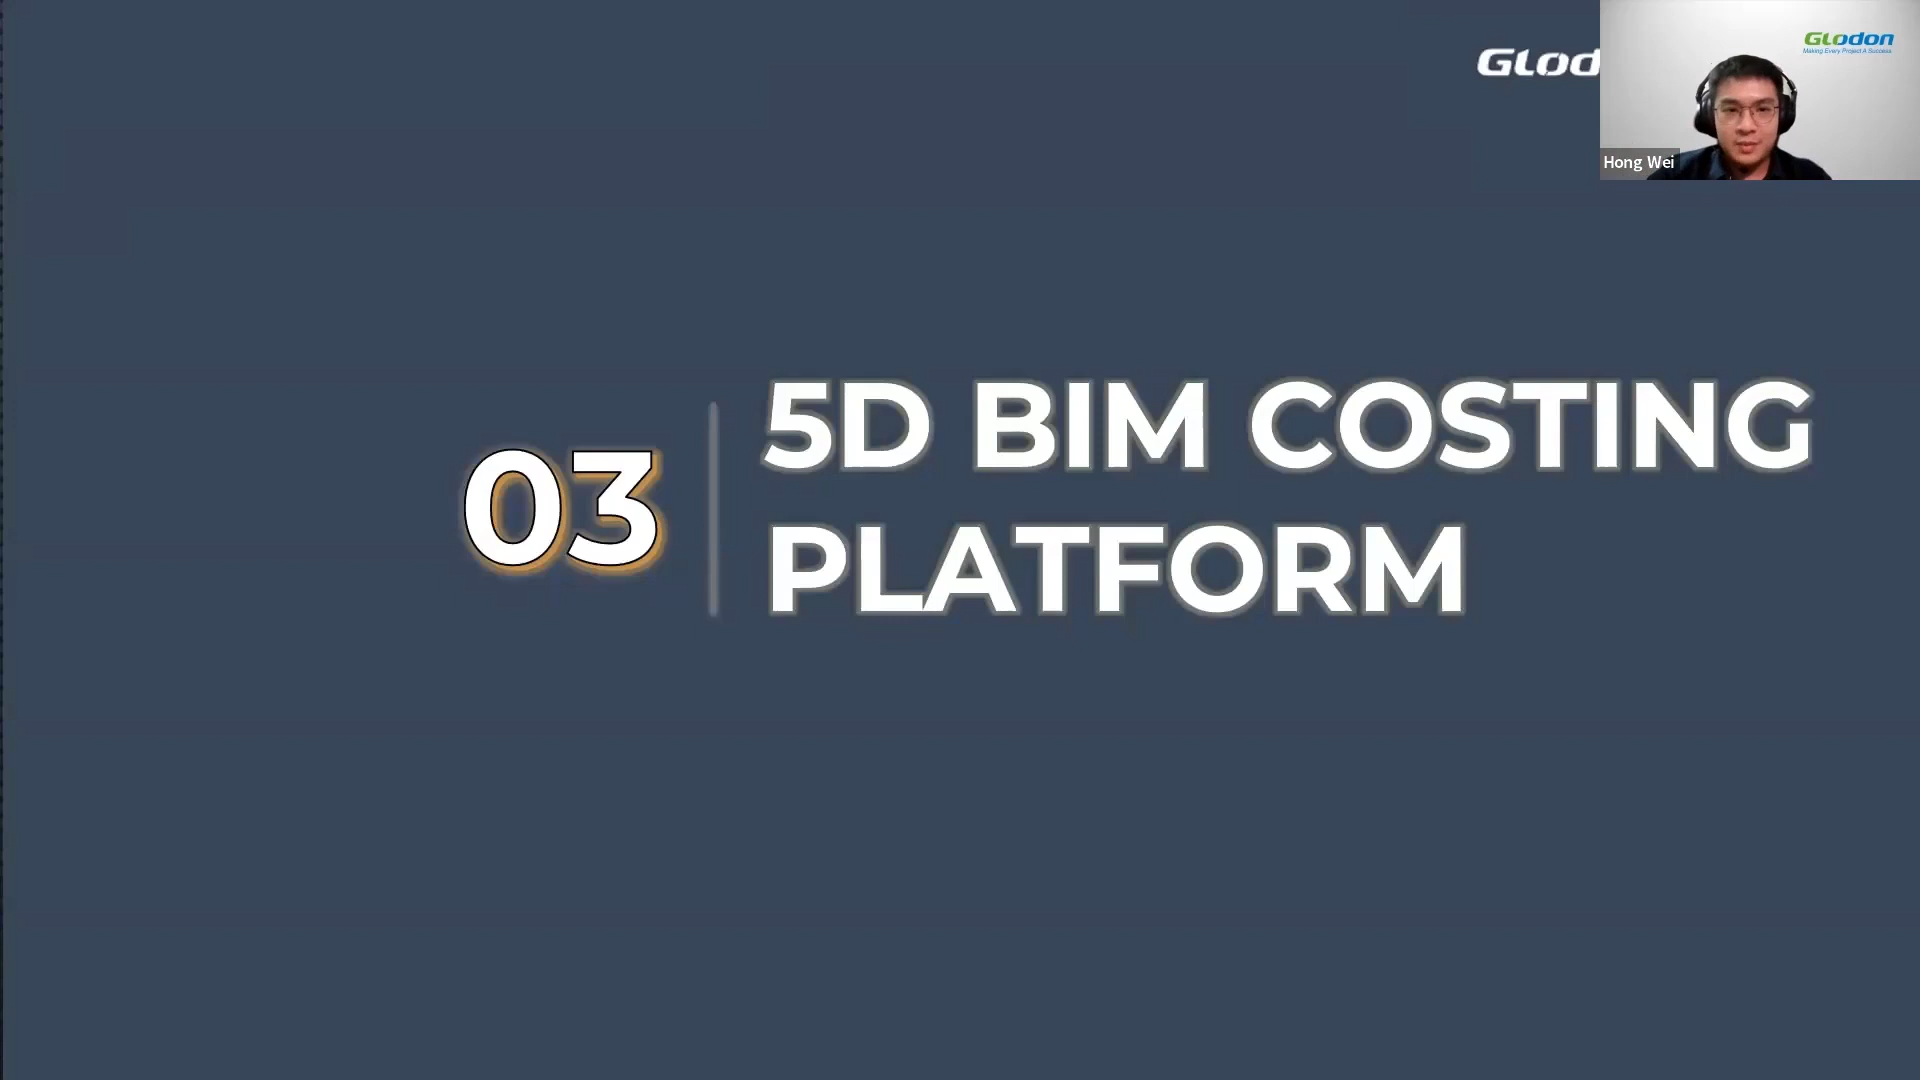 GLod
GLodon
Making Every Project A Success
Hong Wei
03
5D BIM COSTING
PLATFORM